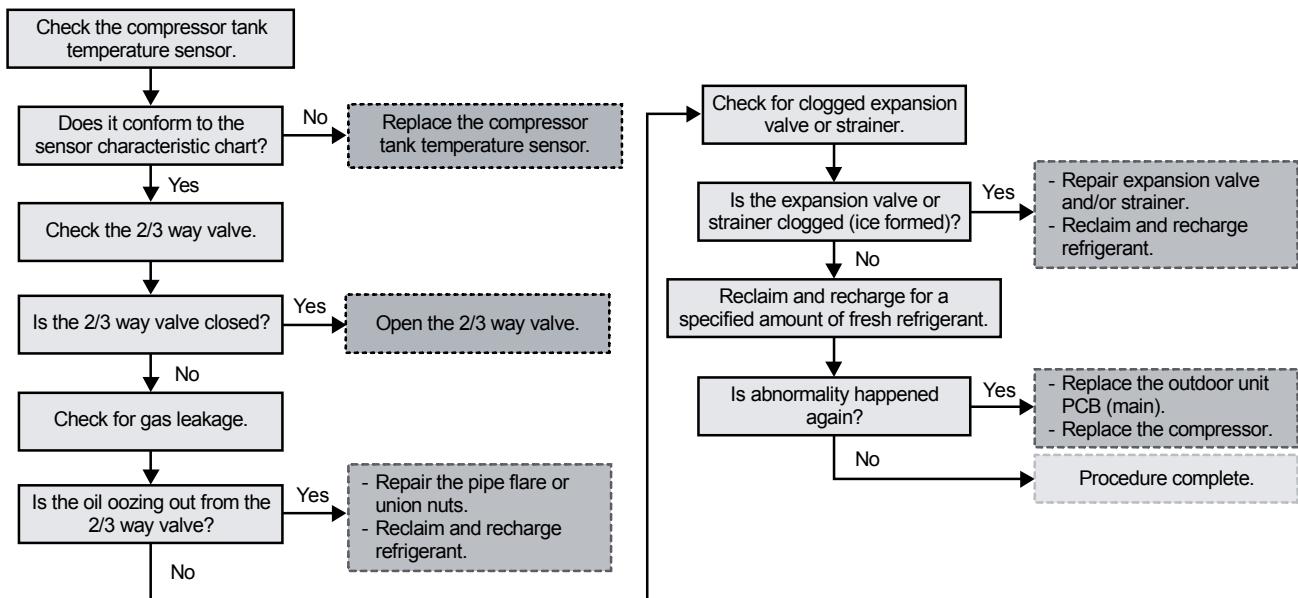 Check the compressor tank
temperature sensor.
Does it conform to the
sensor characteristic chart?
No
Replace the compressor
tank temperature sensor.
Yes
Check the 2/3 way valve.
Is the 2/3 way valve closed?
Yes
Open the 2/3 way valve.
No
Check for gas leakage.
Is the oil oozing out from the
2/3 way valve?
Yes
- Repair the pipe flare or
union nuts.
- Reclaim and recharge
refrigerant.
No
Check for clogged expansion
valve or strainer.
Is the expansion valve or
strainer clogged (ice formed)?
Yes
- Repair expansion valve
and/or strainer.
- Reclaim and recharge
refrigerant.
No
Reclaim and recharge for a
specified amount of fresh refrigerant.
Is abnormality happened
again?
Yes
- Replace the outdoor unit
PCB (main).
- Replace the compressor.
No
Procedure complete.